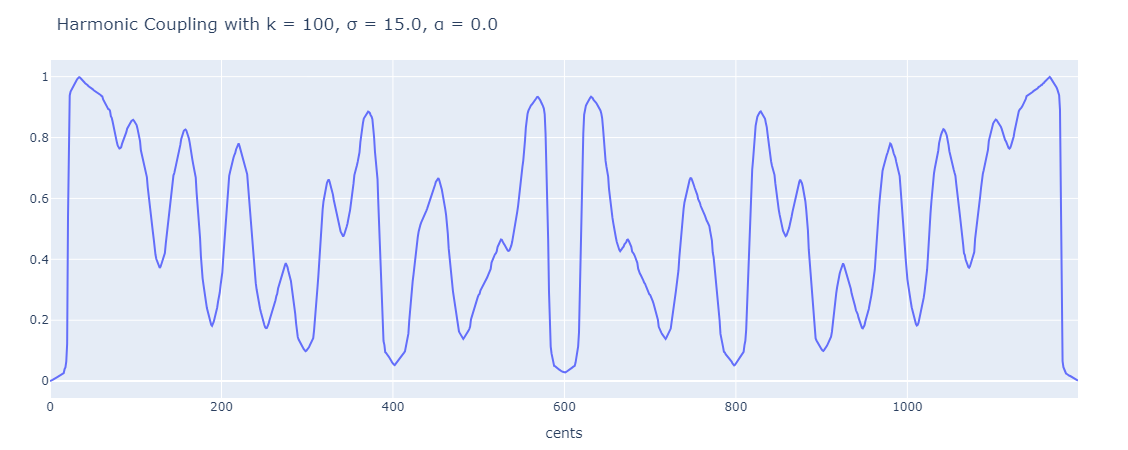 Harmonic Coupling with k = 100, σ = 15.0, ɑ = 0.0
1
0.8
0.6
0.4
0.2
0
0 200 400 600 800 1000
cents